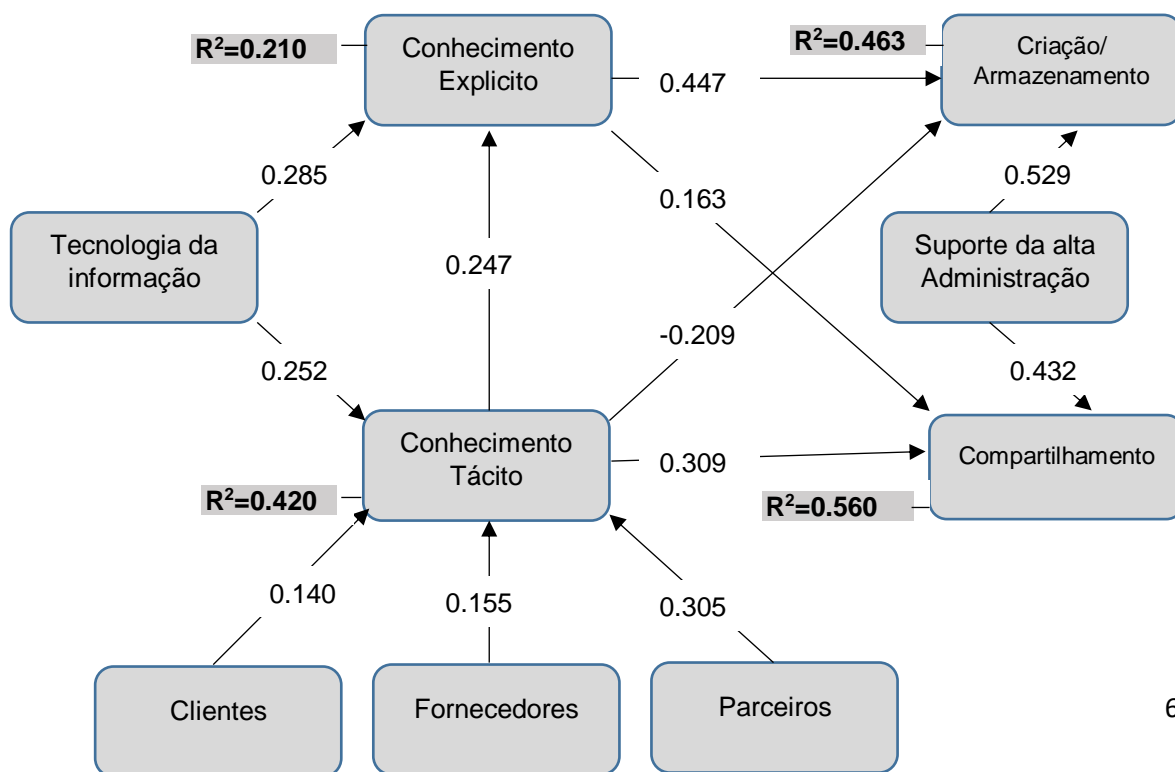 R²=0.210
Conhecimento
Explicito
R²=0.463
Criação/
Armazenamento
0.447
0.285
0.163
0.529
Tecnologia da
informação
0.247
Suporte da alta
Administração
-0.209
0.252
0.432
Conhecimento
Tácito
0.309
Compartilhamento
R²=0.420
R²=0.560
0.140
0.155
0.305
Clientes
Fornecedores
Parceiros
6